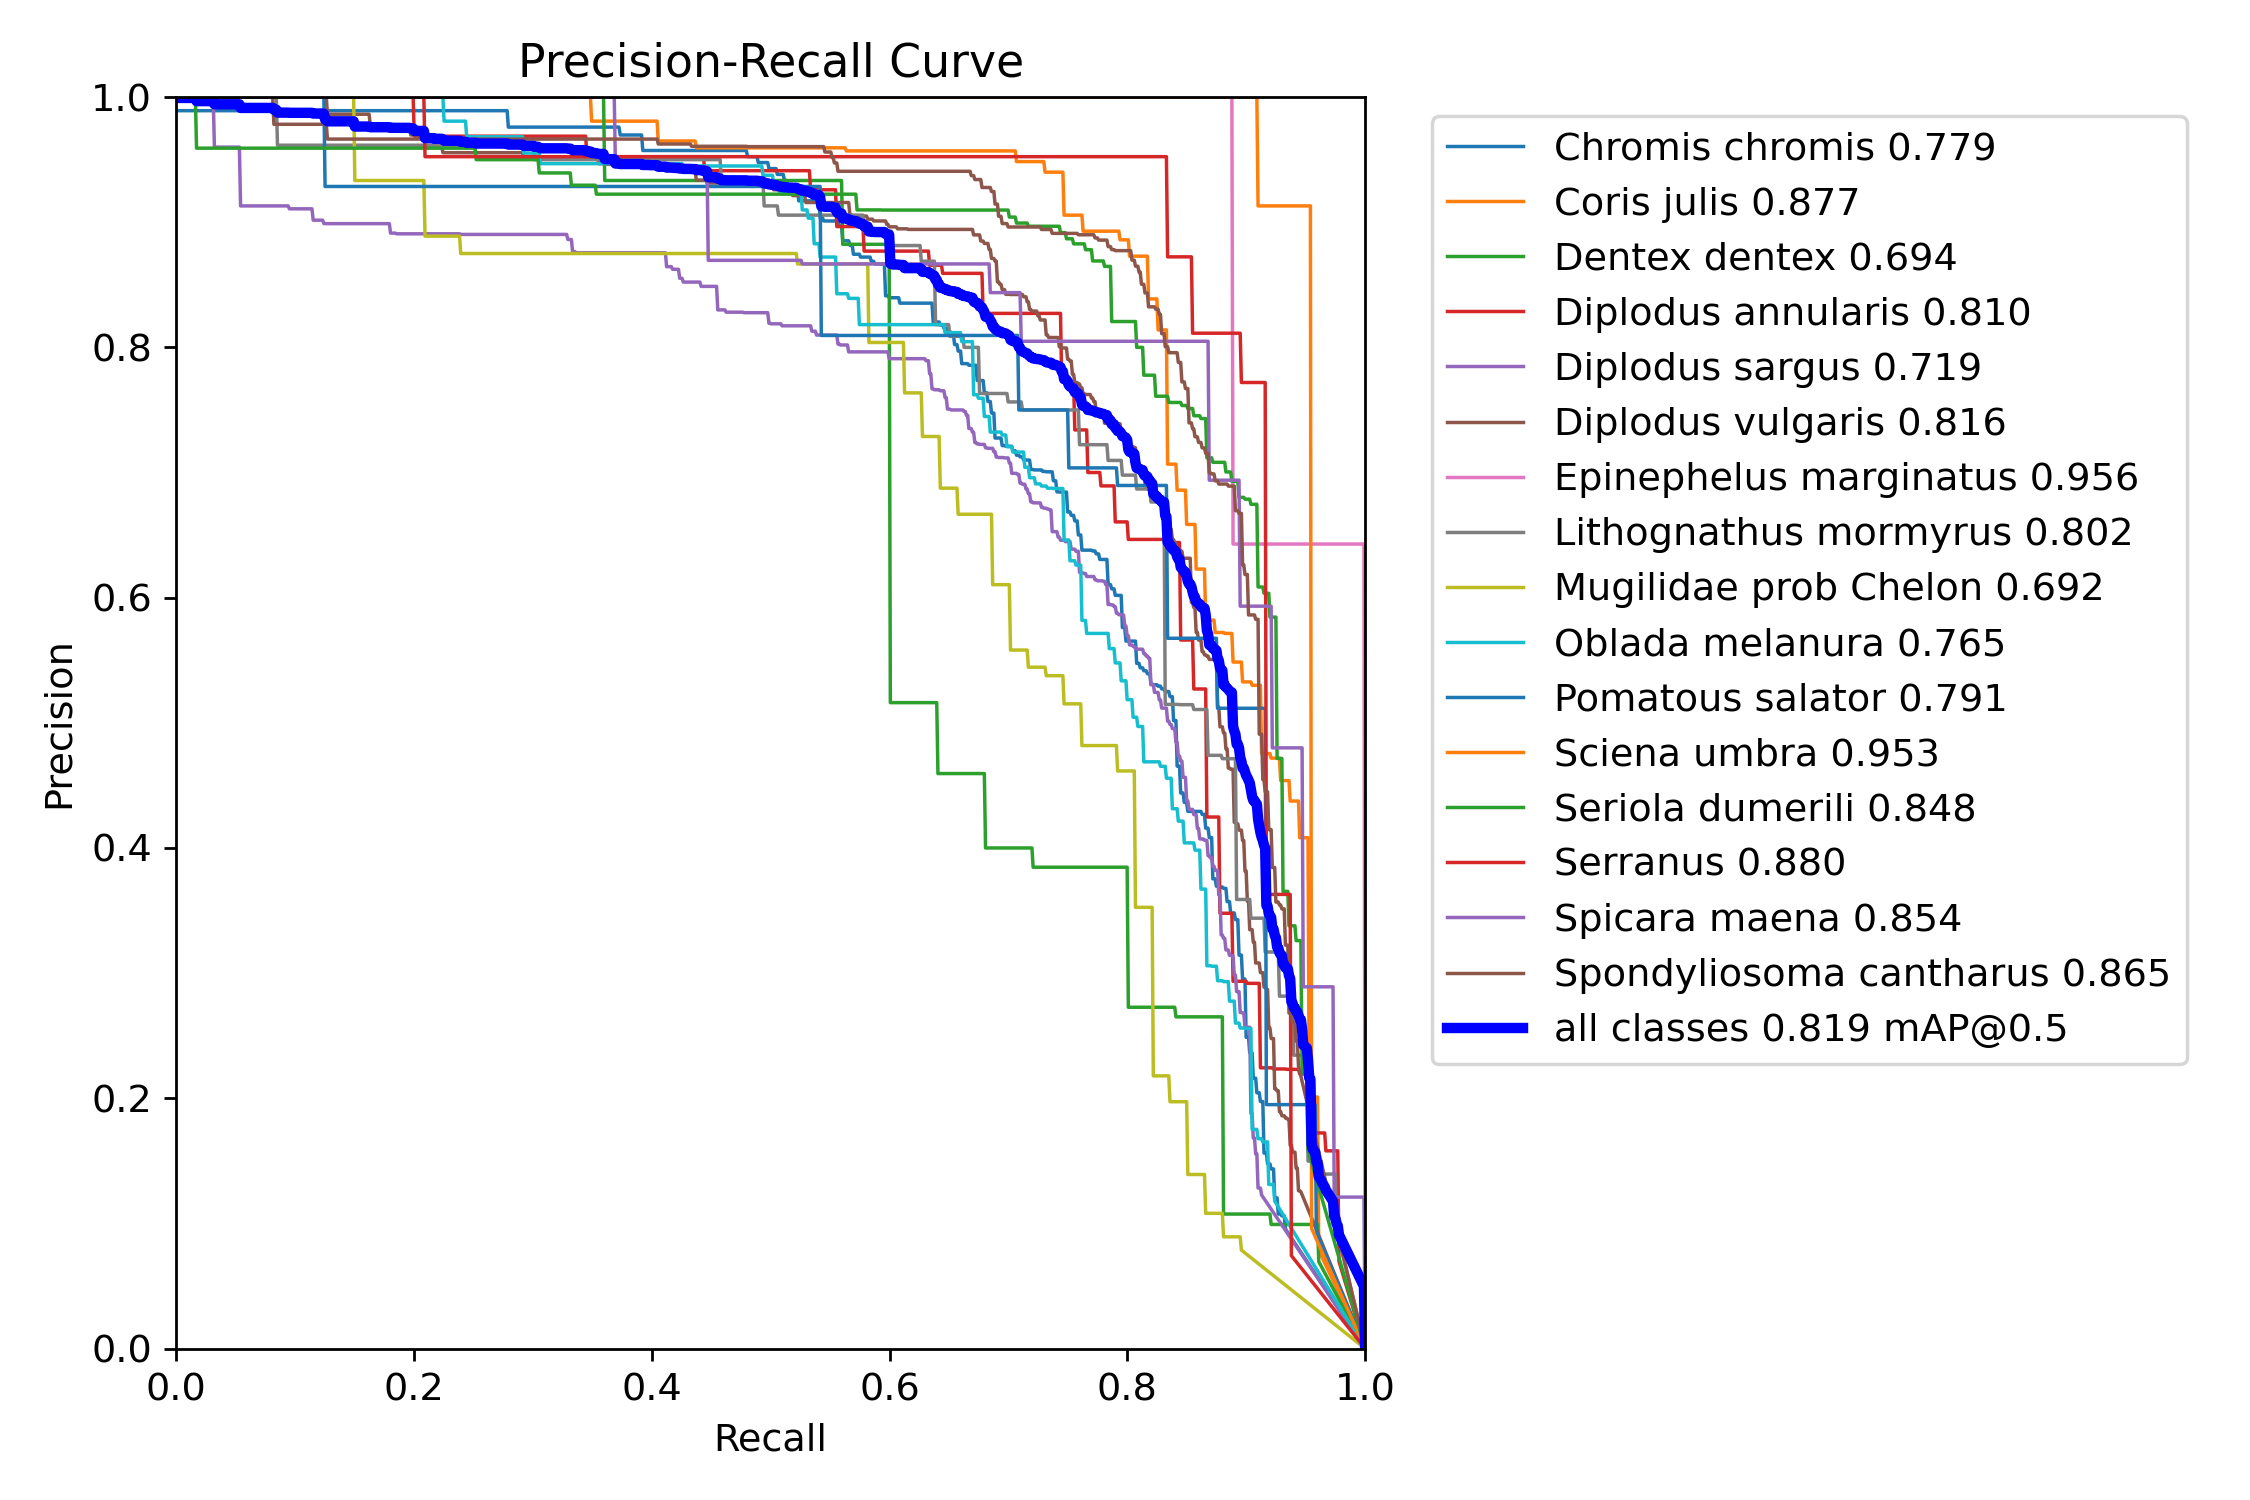 Precision-Recall Curve
1.0
0.8
0.6
0.4
0.2
0.0
Precision
0.0 0.2 0.4 0.6 0.8 1.0
Recall
Chromis chromis 0.779
Coris julis 0.877
Dentex dentex 0.694
Diplodus annularis 0.810
Diplodus sargus 0.719
Diplodus vulgaris 0.816
Epinephelus marginatus 0.956
Lithognathus mormyrus 0.802
Mugilidae prob Chelon 0.692
Oblada melanura 0.765
Pomatous salator 0.791
Sciena umbra 0.953
Seriola dumerili 0.848
Serranus 0.880
Spicara maena 0.854
Spondyliosoma cantharus 0.865
all classes 0.819 mAP@0.5